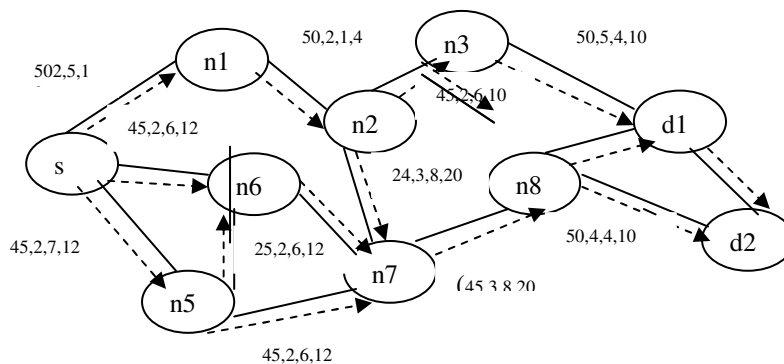 50,2,1,4
n3
50,5,4,10
n1
502,5,1
45,2,6,10
45,2,6,12
n2
d1
s
24,3,8,20
n8
n6
45,2,7,12
25,2,6,12
50,4,4,10
d2
n7
(45,3,8,20
n5
45,2,6,12